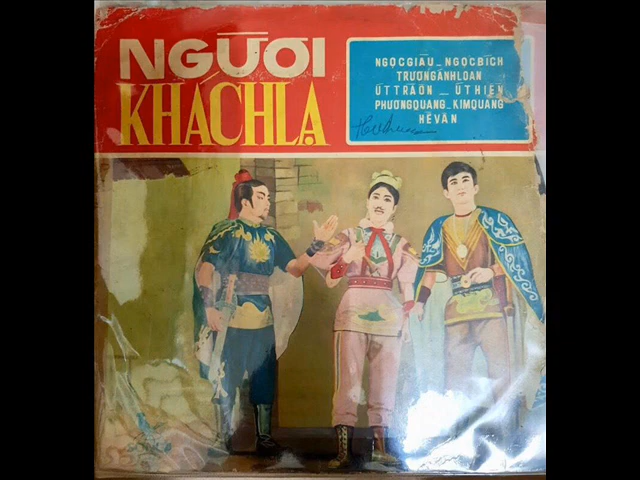 NGƯỜI
KHÁCH LẠ
NGỌC GIÀU _ NGỌC BÍCH
TRƯƠNG ÁNH LOAN
ÚT TRÀ ÔN _ ÚT HIỀN
PHƯƠNG QUANG _ KIM QUANG
HỀ VĂN